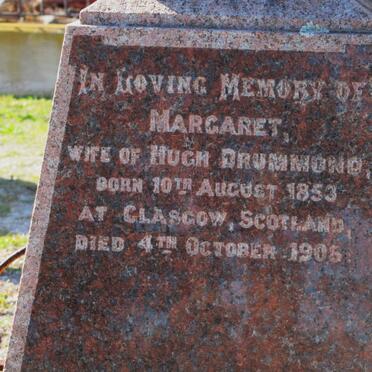 IN LOVING MEMORY OF
MARGARET,
WIFE OF HUGH DRUMMOND,
BORN 10TH AUGUST 1853
AT GLASGOW, SCOTLAND,
DIED 4TH OCTOBER 1906.